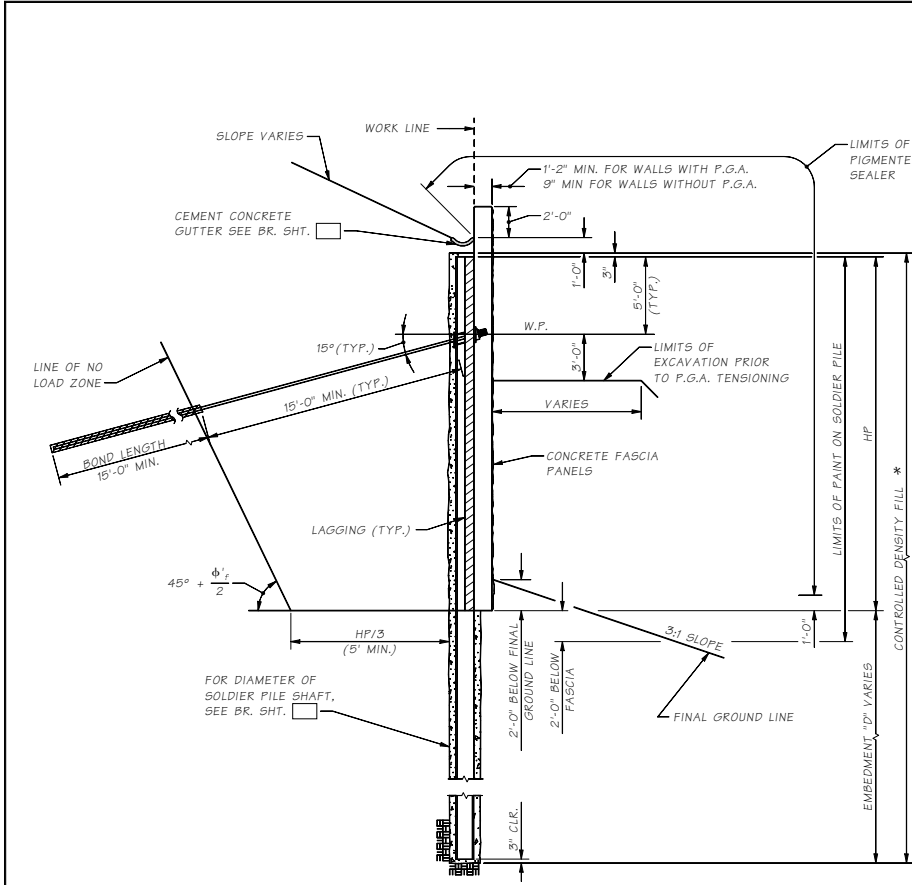 SLOPE VARIES
WORK LINE
LIMITS OF
PIGMENTE
SEALER
1'-2" MIN. FOR WALLS WITH P.G.A.
9" MIN FOR WALLS WITHOUT P.G.A.
CEMENT CONCRETE
GUTTER SEE BR. SHT.
2'-0"
1'-0"
3"
5'-0"
(TYP.)
W.P.
15° (TYP.)
3'-0"
LIMITS OF
EXCAVATION PRIOR
TO P.G.A. TENSIONING
LINE OF NO
LOAD ZONE
15'-0" MIN. (TYP.)
VARIES
BOND LENGTH
15'-0" MIN.
CONCRETE FASCIA
PANELS
LAGGING (TYP.)
LIMITS OF PAINT ON SOLDIER PILE
HP
CONTROLLED DENSITY FILL *
45° + ϕ'f
2
HP/3
(5' MIN.)
3:1 SLOPE
1'-0"
FOR DIAMETER OF
SOLDIER PILE SHAFT,
SEE BR. SHT.
2'-0" BELOW FINAL
GROUND LINE
2'-0" BELOW
FASCIA
FINAL GROUND LINE
EMBEDMENT "D" VARIES
3" CLR.